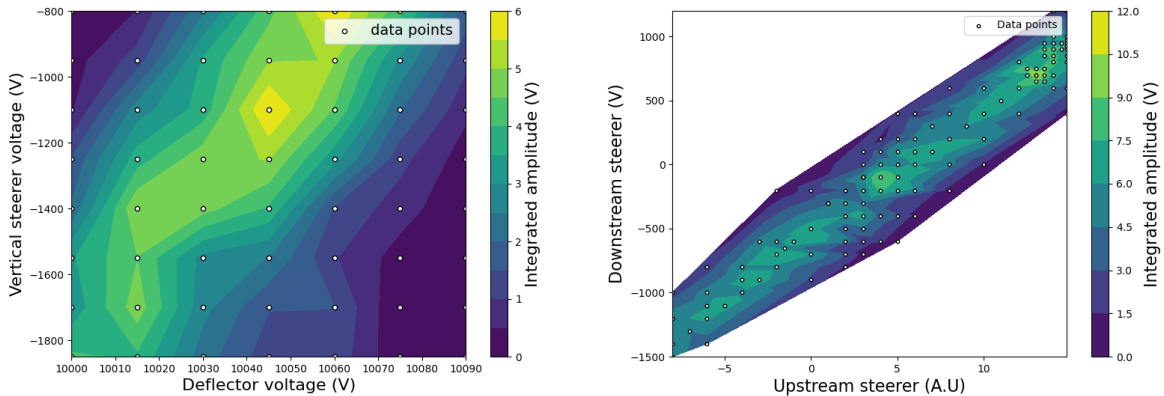 −800
−1000
−1200
−1400
−1600
−1800
Vertical steerer voltage (V)
10000 10010 10020 10030 10040 10050 10060 10070 10080 10090
Deflector voltage (V)
data points
6
5
4
3
2
1
0
Integrated amplitude (V)
1000
500
0
−500
−1000
−1500
Downstream steerer (V)
−5 0 5 10
Upstream steerer (A.U)
Data points
12.0
10.5
9.0
7.5
6.0
4.5
3.0
1.5
0.0
Integrated amplitude (V)